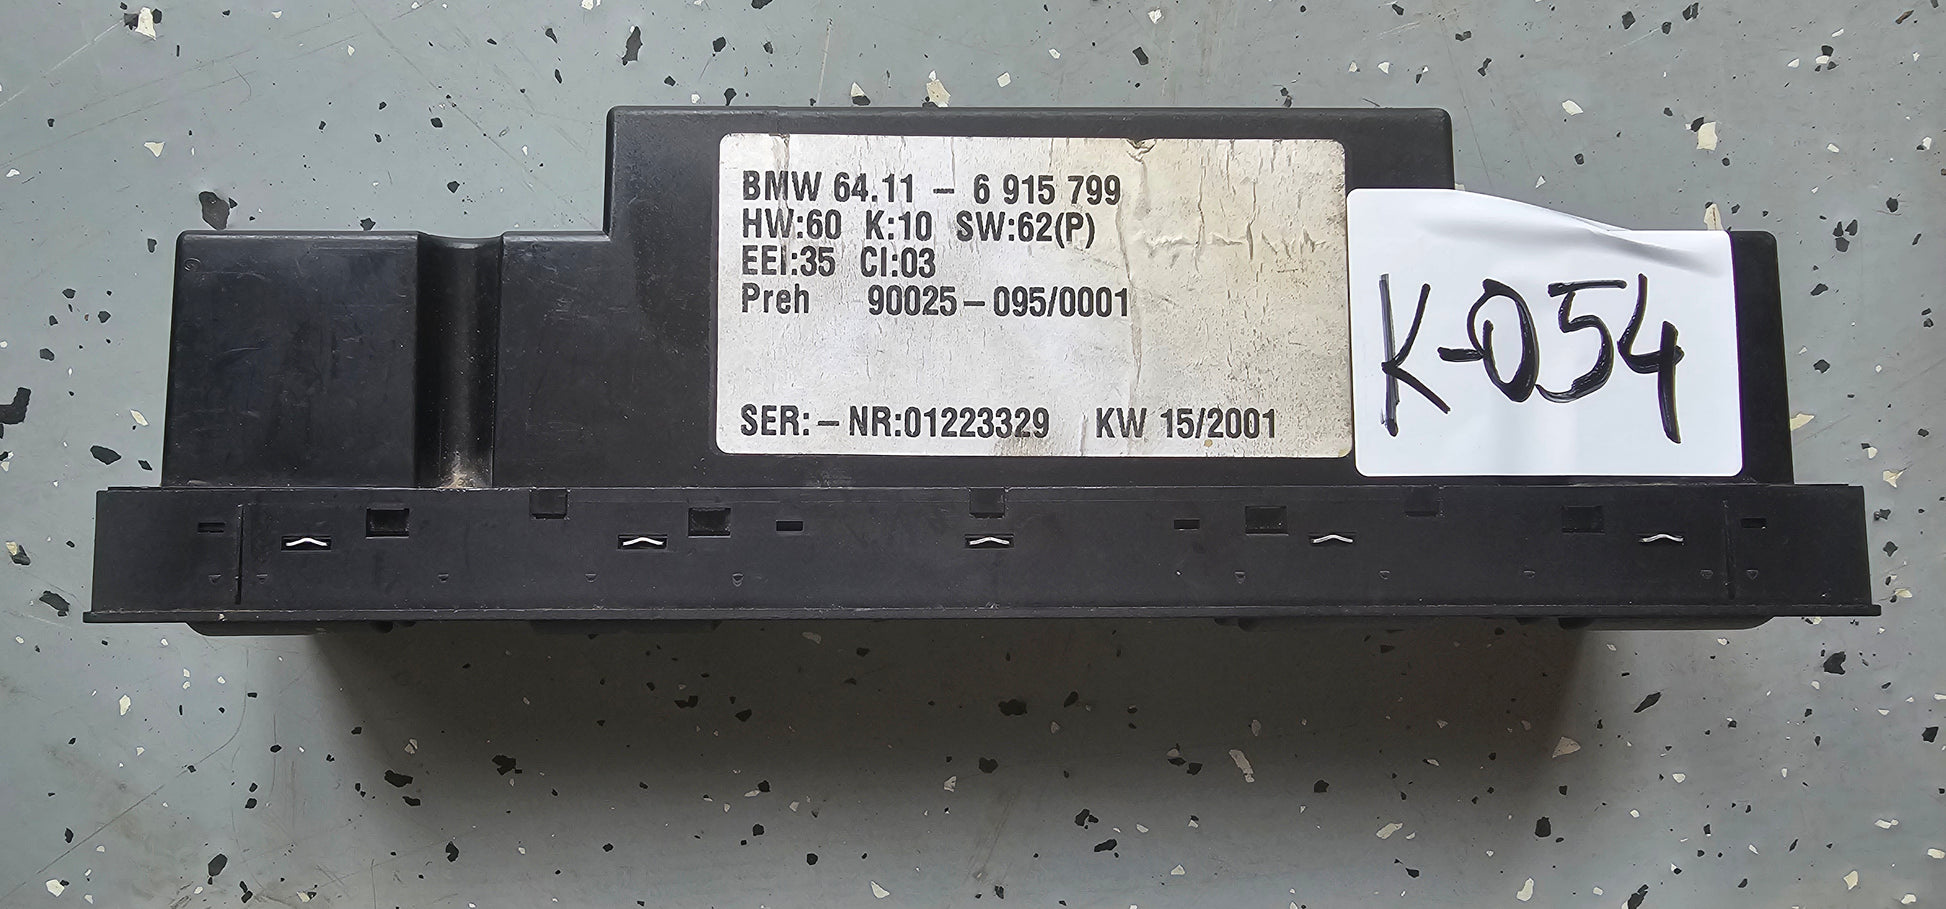 BMW 64.11 - 6 915 799
HW:60 K:10 SW:62(P)
EEI:35 CI:03
Preh 90025-095/0001
SER:-NR:01223329 KW 15/2001
K-054